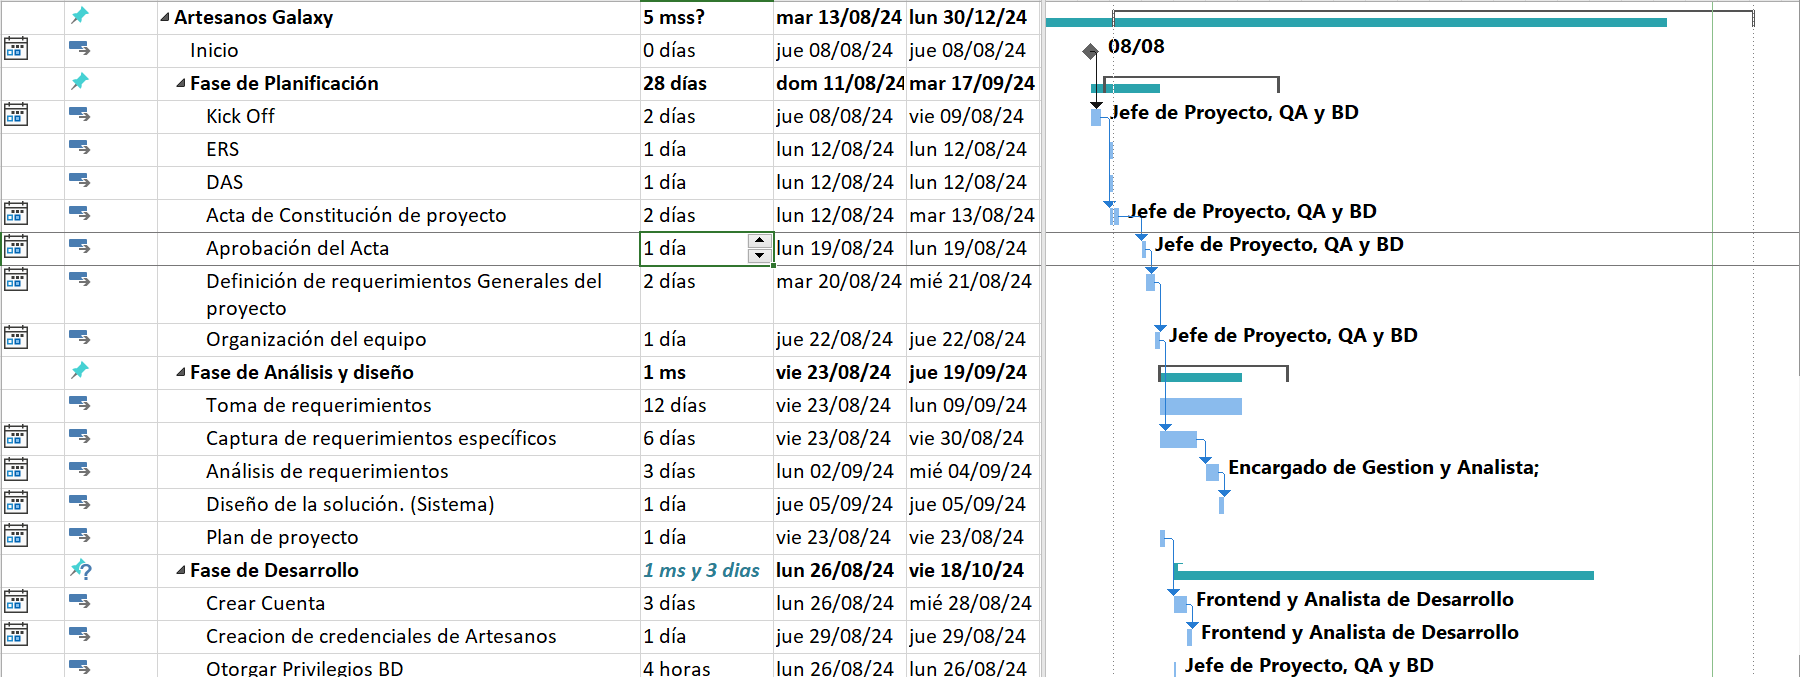 Artesanos Galaxy 5 mss? mar 13/08/24 lun 30/12/24
Inicio 0 días jue 08/08/24 jue 08/08/24 08/08
Fase de Planificación 28 días dom 11/08/24 mar 17/09/24
Kick Off 2 días jue 08/08/24 vie 09/08/24 Jefe de Proyecto, QA y BD
ERS 1 día lun 12/08/24 lun 12/08/24
DAS 1 día lun 12/08/24 lun 12/08/24
Acta de Constitución de proyecto 2 días lun 12/08/24 mar 13/08/24 Jefe de Proyecto, QA y BD
Aprobación del Acta 1 día lun 19/08/24 lun 19/08/24 Jefe de Proyecto, QA y BD
Definición de requerimientos Generales del 2 días mar 20/08/24 mié 21/08/24
proyecto
Organización del equipo 1 día jue 22/08/24 jue 22/08/24 Jefe de Proyecto, QA y BD
Fase de Análisis y diseño 1 ms vie 23/08/24 jue 19/09/24
Toma de requerimientos 12 días vie 23/08/24 lun 09/09/24
Captura de requerimientos específicos 6 días vie 23/08/24 vie 30/08/24
Análisis de requerimientos 3 días lun 02/09/24 mié 04/09/24 Encargado de Gestion y Analista;
Diseño de la solución. (Sistema) 1 día jue 05/09/24 jue 05/09/24
Plan de proyecto 1 día vie 23/08/24 vie 23/08/24
Fase de Desarrollo 1 ms y 3 dias lun 26/08/24 vie 18/10/24
Crear Cuenta 3 días lun 26/08/24 mié 28/08/24 Frontend y Analista de Desarrollo
Creacion de credenciales de Artesanos 1 día jue 29/08/24 jue 29/08/24 Frontend y Analista de Desarrollo
Otorgar Privilegios BD 4 horas lun 26/08/24 lun 26/08/24 Jefe de Proyecto, QA y BD